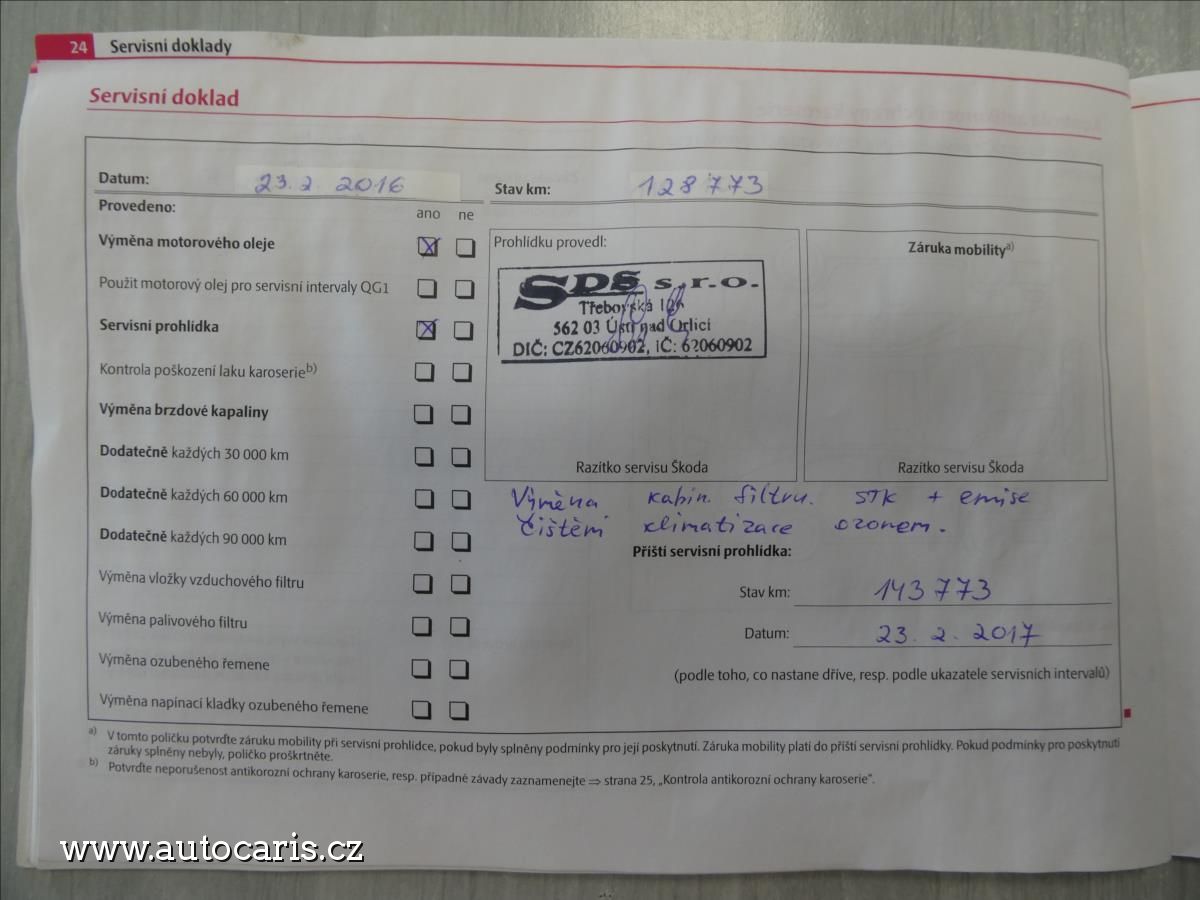 24 Servisní doklady
Servisní doklad
Datum: 23. 2. 2016 Stav km: 128773
Provedeno: ano ne
Výměna motorového oleje
Použit motorový olej pro servisní intervaly QG1
Servisní prohlídka
Kontrola poškození laku karoserie b)
Výměna brzdové kapaliny
Dodatečně každých 30 000 km
Dodatečně každých 60 000 km
Dodatečně každých 90 000 km
Výměna vložky vzduchového filtru
Výměna palivového filtru
Výměna ozubeného řemene
Výměna napínací kladky ozubeného řemene
Prohlídku provedl:
SDS s.r.o.
Třebovská
562 03 Ústí nad Orlicí
DIČ: CZ62060902, IČ: 62060902
Razítko servisu Škoda
Záruka mobility a)
Razítko servisu Škoda
Výměna kabin. filtru. STK + emise
Čištění klimatizace ozonem.
Příští servisní prohlídka:
Stav km: 143773
Datum: 23. 2. 2017
(podle toho, co nastane dříve, resp. podle ukazatele servisních intervalů)
a) V tomto políčku potvrďte záruku mobility při servisní prohlídce, pokud byly splněny podmínky pro její poskytnutí. Záruka mobility platí do příští servisní prohlídky. Pokud podmínky pro poskytnutí
záruky splněny nebyly, políčko proškrtněte.
b) Potvrďte neporušenost antikorozní ochrany karoserie, resp. případné závady zaznamenejte ⇒ strana 25, „Kontrola antikorozní ochrany karoserie“.
www.autocaris.cz